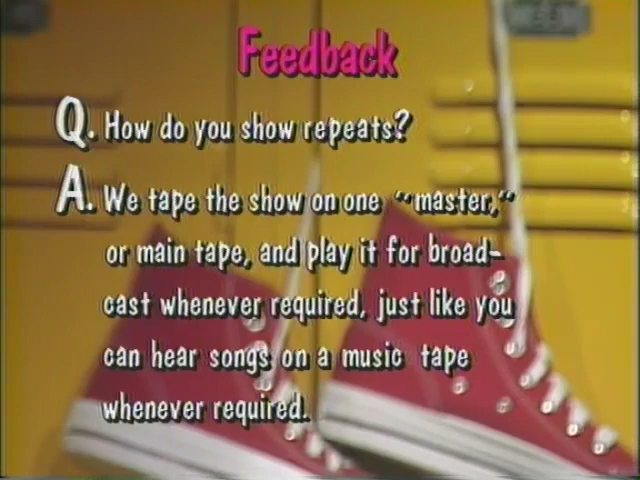 Feedback
Q. How do you show repeats?
A. We tape the show on one "master,"
or main tape, and play it for broad-
cast whenever required, just like you
can hear songs on a music tape
whenever required.